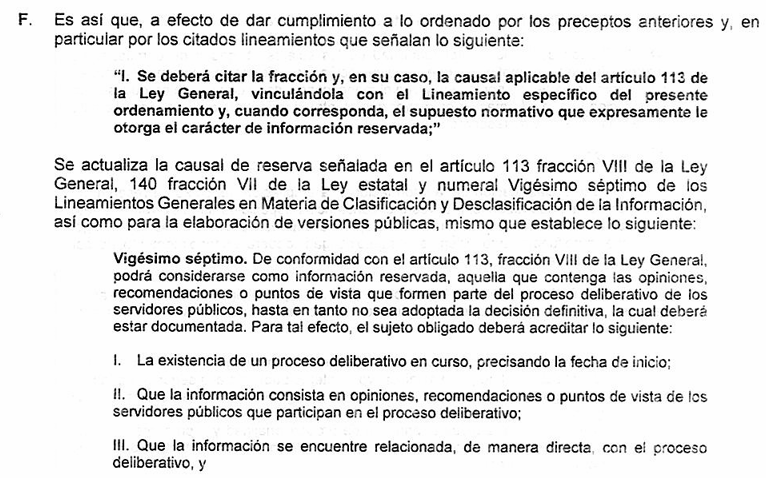 F. Es así que, a efecto de dar cumplimiento a lo ordenado por los preceptos anteriores y, en
particular por los citados lineamientos que señalan lo siguiente:
“I. Se deberá citar la fracción y, en su caso, la causal aplicable del artículo 113 de
la Ley General, vinculándola con el Lineamiento específico del presente
ordenamiento y, cuando corresponda, el supuesto normativo que expresamente le
otorga el carácter de información reservada;”
Se actualiza la causal de reserva señalada en el artículo 113 fracción VIII de la Ley
General, 140 fracción VII de la Ley estatal y numeral Vigésimo séptimo de los
Lineamientos Generales en Materia de Clasificación y Desclasificación de la Información,
así como para la elaboración de versiones públicas, mismo que establece lo siguiente:
Vigésimo séptimo. De conformidad con el artículo 113, fracción VIII de la Ley General,
podrá considerarse como información reservada, aquella que contenga las opiniones,
recomendaciones o puntos de vista que formen parte del proceso deliberativo de los
servidores públicos, hasta en tanto no sea adoptada la decisión definitiva, la cual deberá
estar documentada. Para tal efecto, el sujeto obligado deberá acreditar lo siguiente:
I. La existencia de un proceso deliberativo en curso, precisando la fecha de inicio;
II. Que la información consista en opiniones, recomendaciones o puntos de vista de los
servidores públicos que participan en el proceso deliberativo;
III. Que la información se encuentre relacionada, de manera directa, con el proceso
deliberativo, y